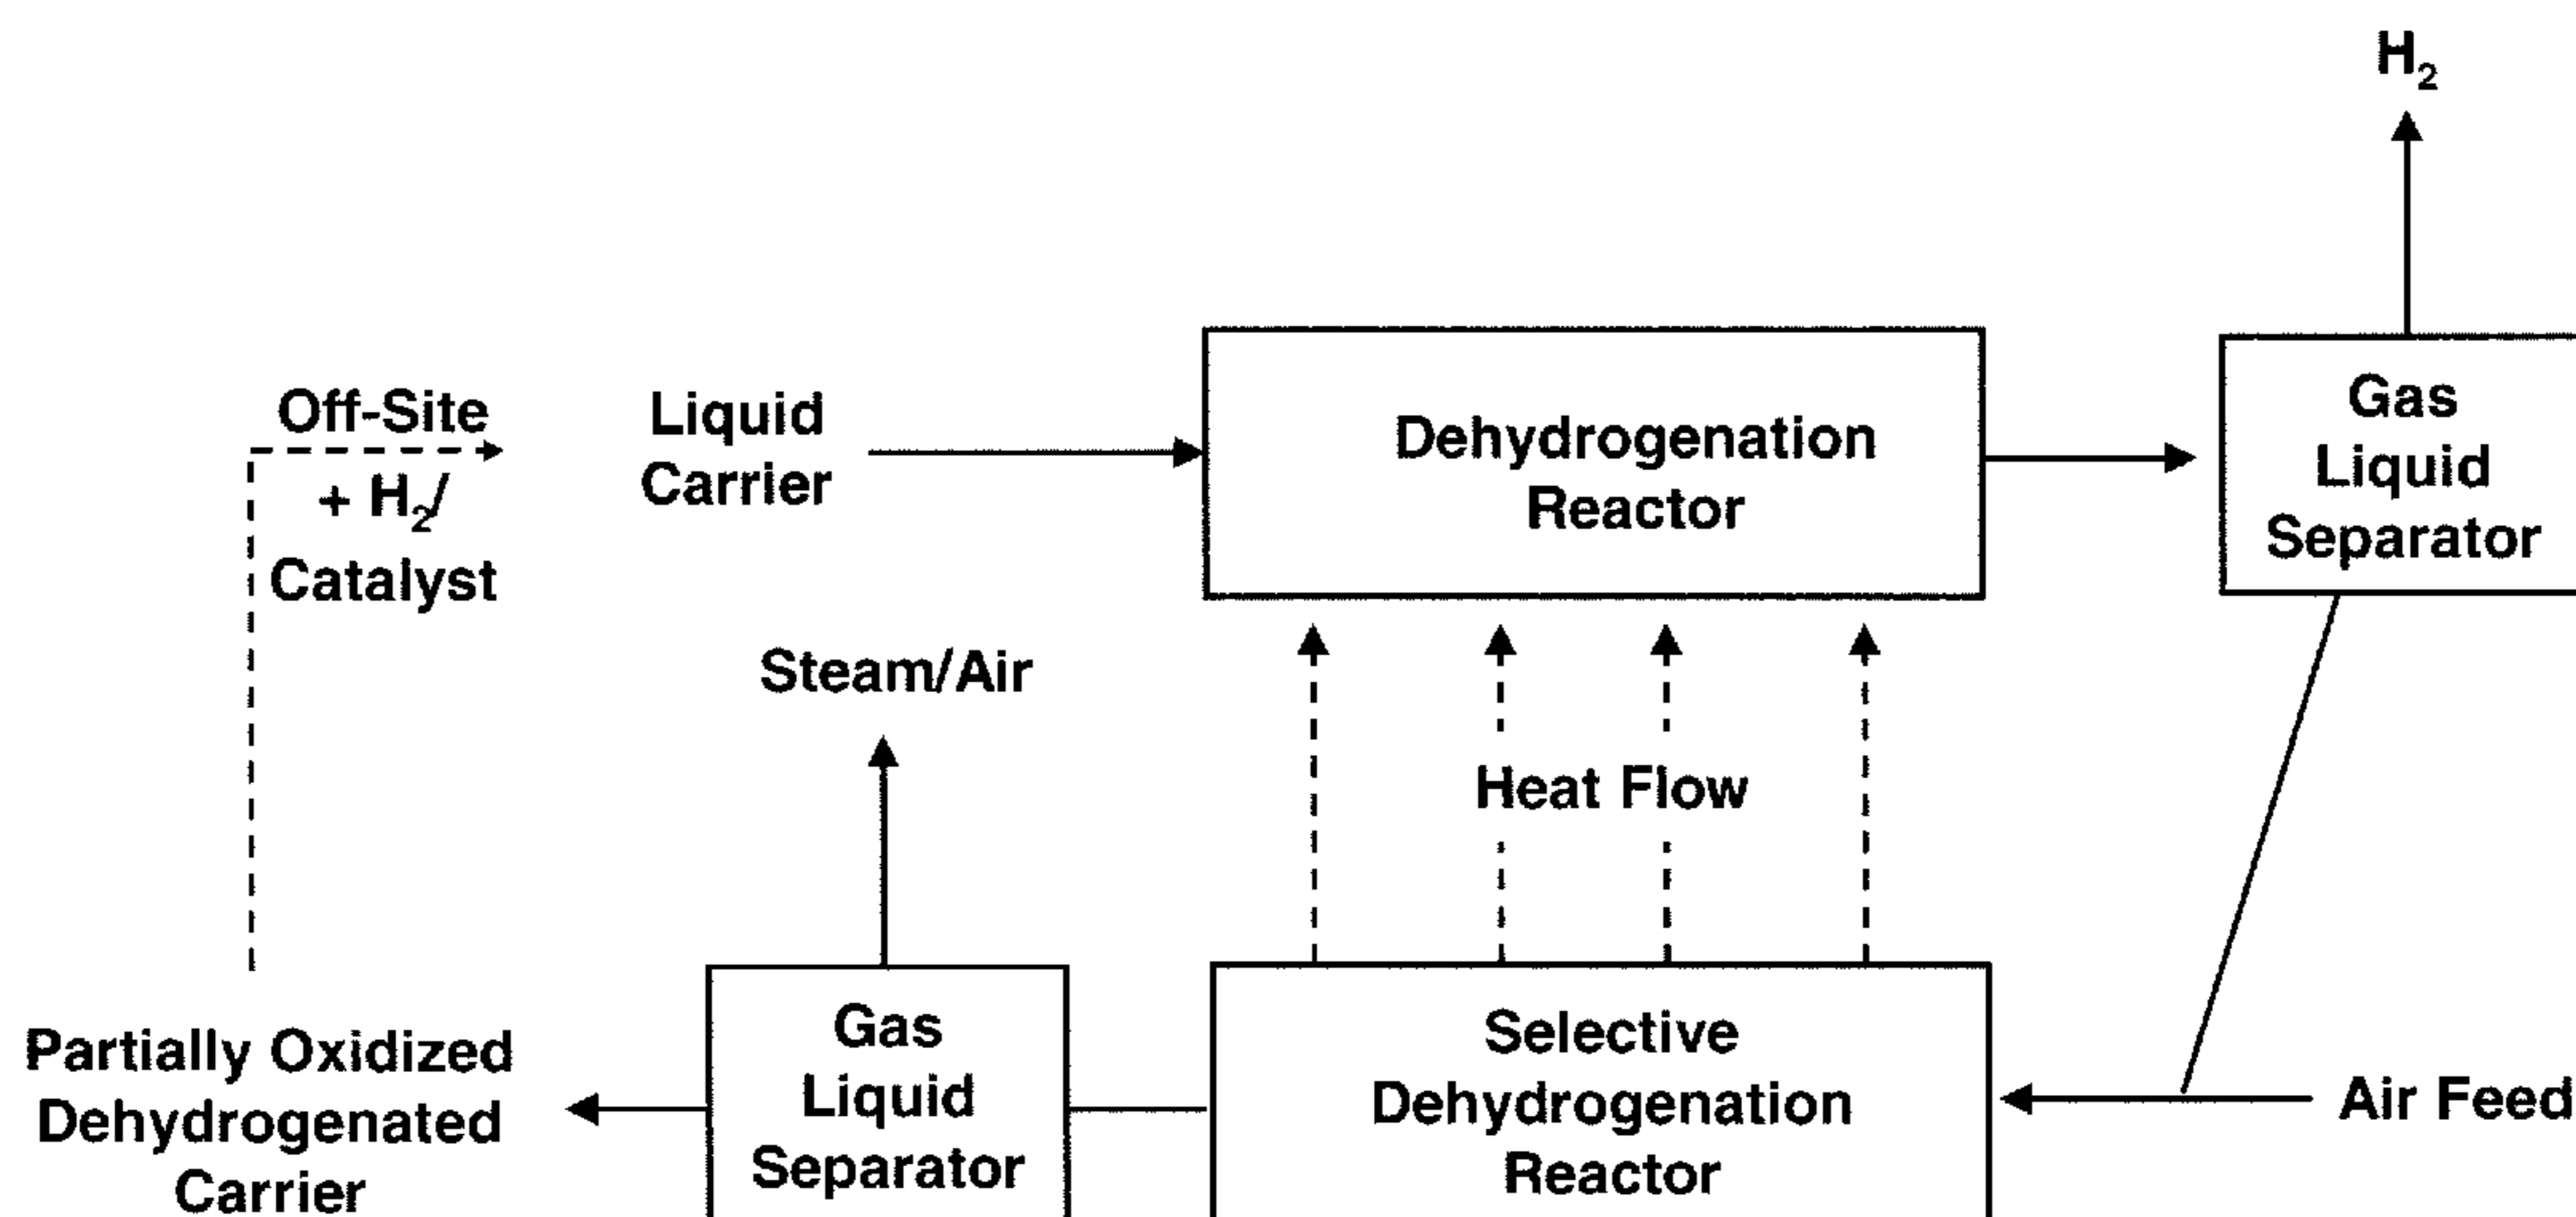 H₂
Off-Site
+ H₂/
Catalyst
Liquid
Carrier
Dehydrogenation
Reactor
Gas
Liquid
Separator
Steam/Air
Heat Flow
Partially Oxidized
Dehydrogenated
Carrier
Gas
Liquid
Separator
Selective
Dehydrogenation
Reactor
Air Feed